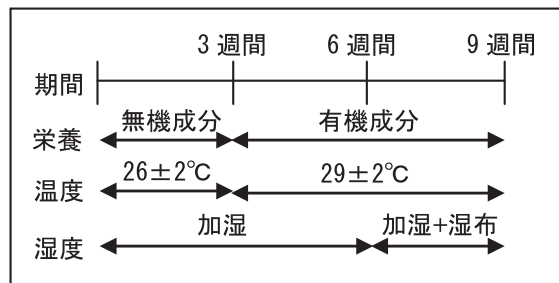 3週間 6週間 9週間
期間
無機成分 有機成分
栄養
26±2℃ 29±2℃
温度
加湿 加湿+湿布
湿度